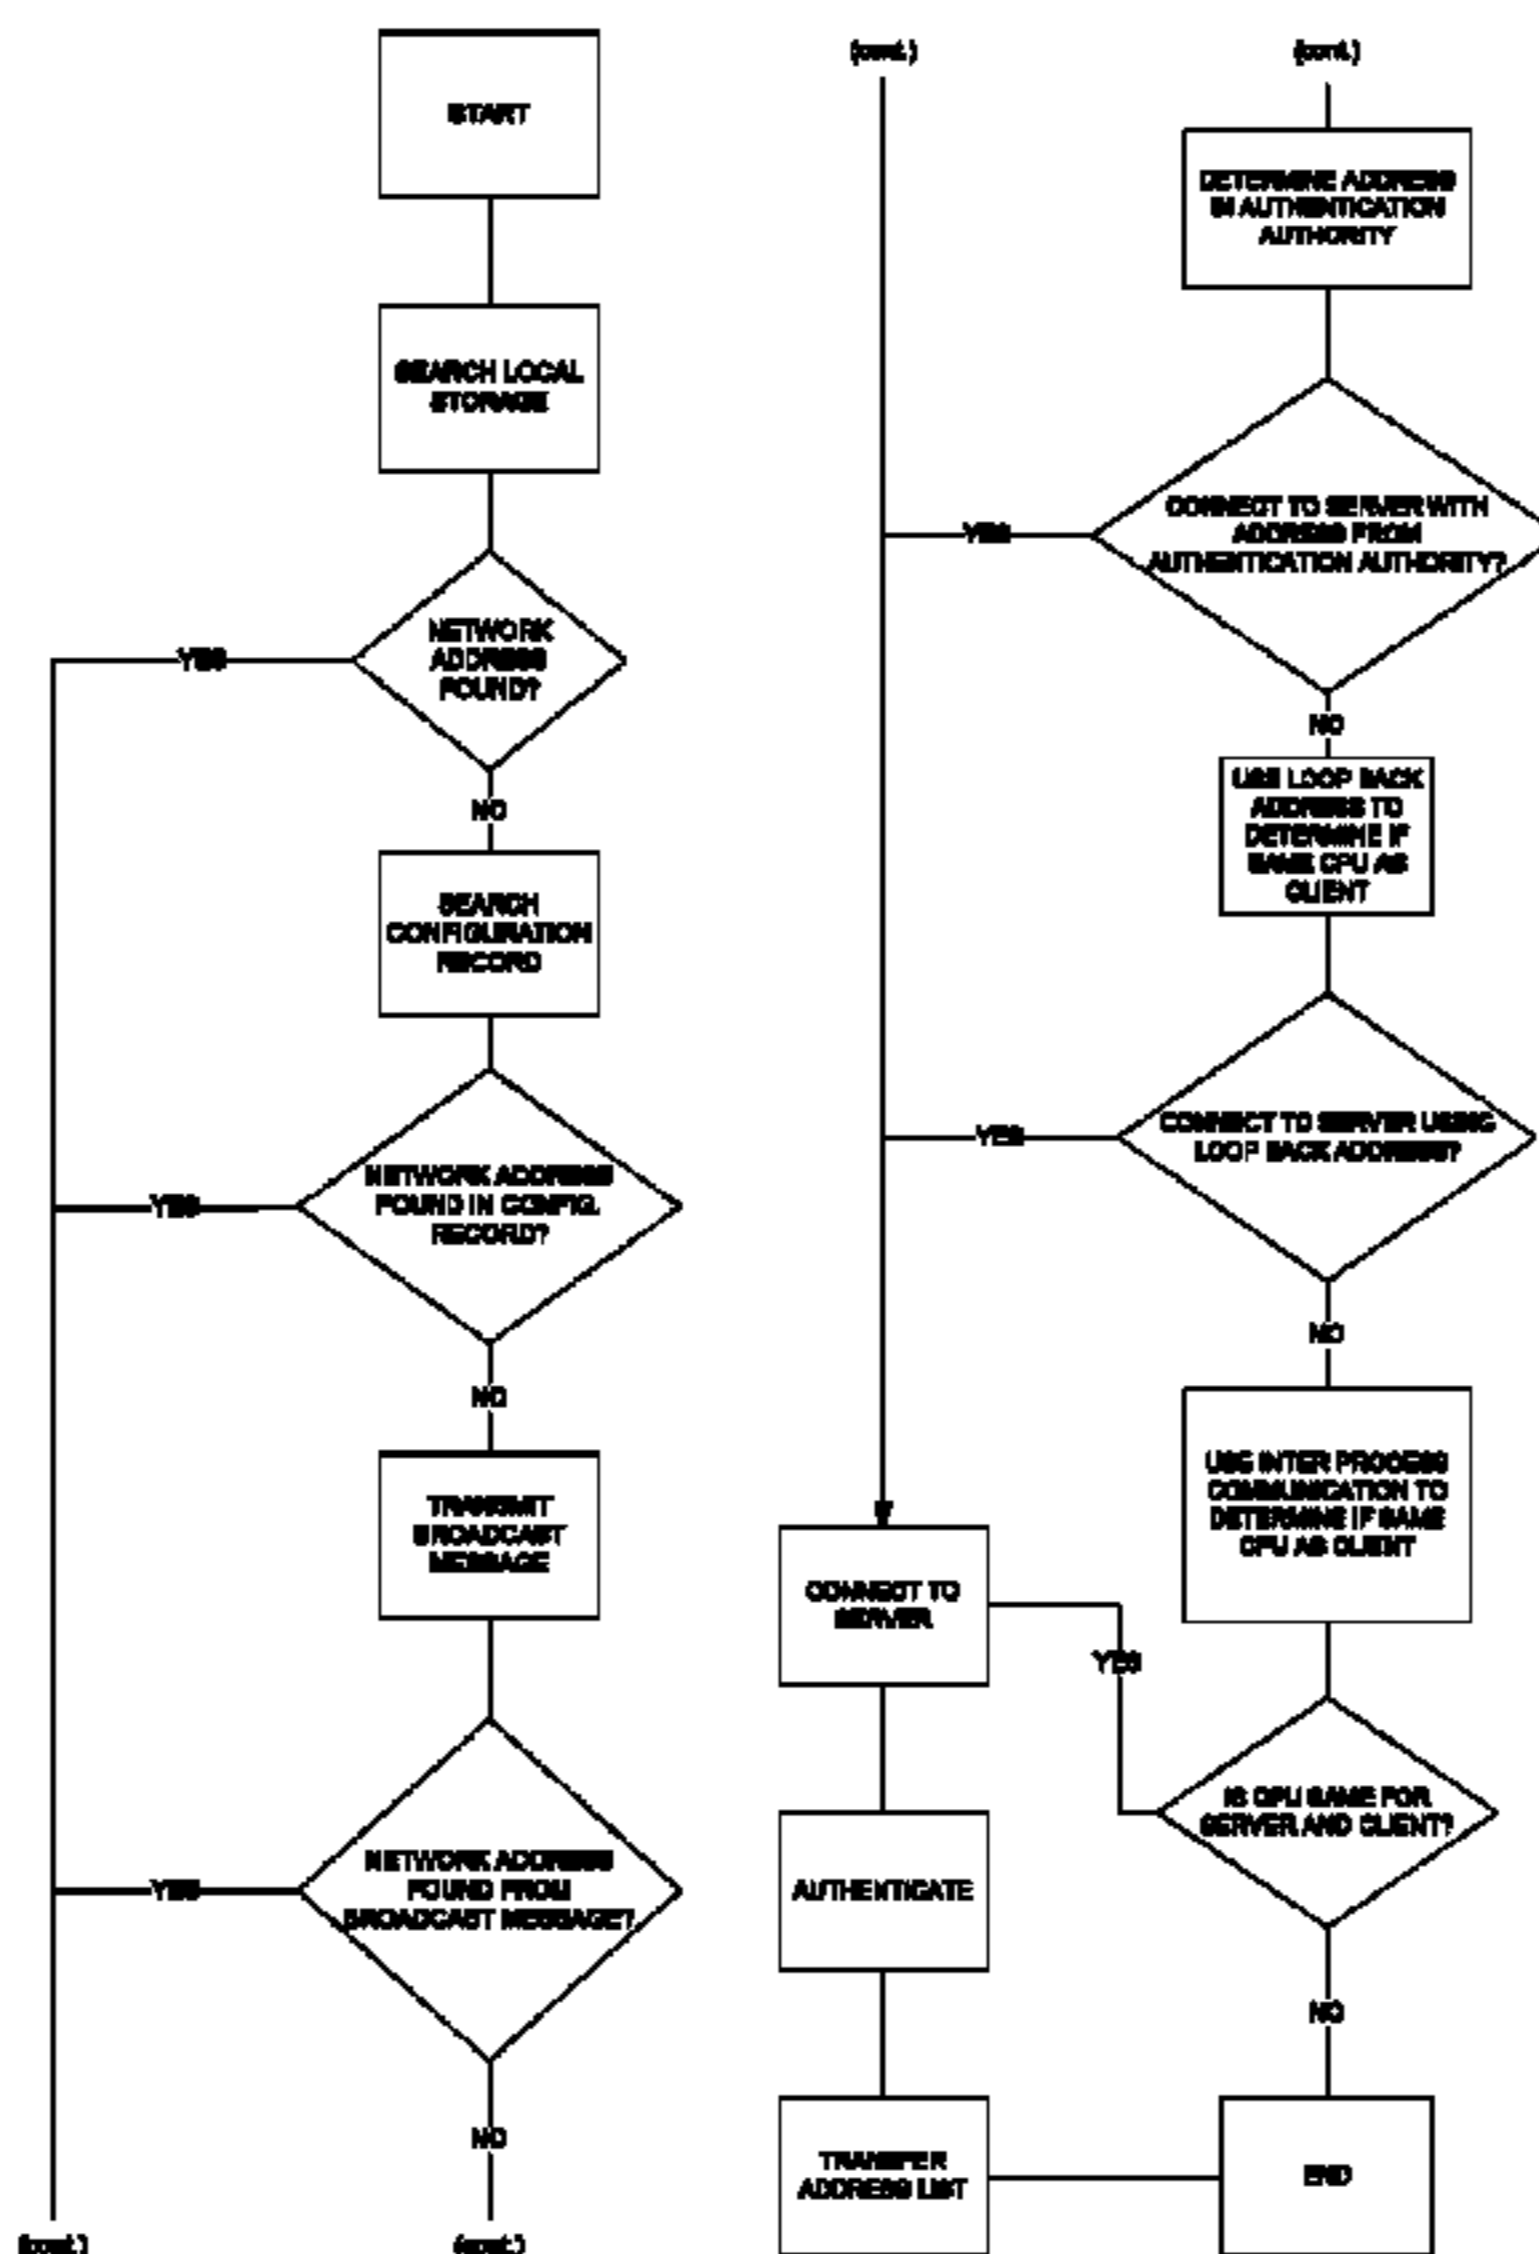 START
SEARCH LOCAL
STORAGE
NETWORK
ADDRESS
FOUND?
YES
NO
SEARCH
CONFIGURATION
RECORD
NETWORK ADDRESS
FOUND IN CONFIG.
RECORD?
YES
NO
TRANSMIT
BROADCAST
MESSAGE
NETWORK ADDRESS
FOUND FROM
BROADCAST MESSAGE?
YES
NO
(cont.)
(cont.)
(cont.)
(cont.)
DETERMINE ADDRESS
IN AUTHENTICATION
AUTHORITY
CONNECT TO SERVER WITH
ADDRESS FROM
AUTHENTICATION AUTHORITY?
YES
NO
USE LOOP BACK
ADDRESS TO
DETERMINE IF
SAME CPU AS
CLIENT
CONNECT TO SERVER USING
LOOP BACK ADDRESS?
YES
NO
USE INTER PROCESS
COMMUNICATION TO
DETERMINE IF SAME
CPU AS CLIENT
CONNECT TO
SERVER
YES
IS CPU SAME FOR
SERVER AND CLIENT?
AUTHENTICATE
NO
TRANSFER
ADDRESS LIST
END